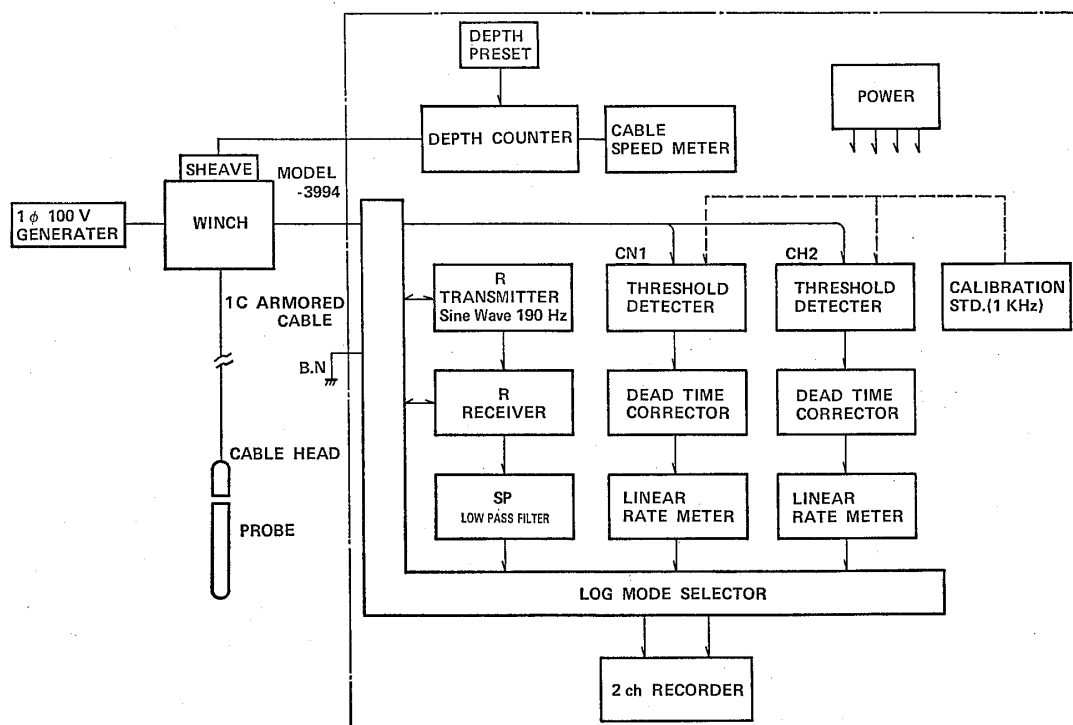 DEPTH
PRESET
POWER
DEPTH COUNTER
CABLE
SPEED METER
SHEAVE
MODEL
-3994
1 φ 100 V
GENERATER
WINCH
CN1
CH2
R
TRANSMITTER
Sine Wave 190 Hz
THRESHOLD
DETECTER
THRESHOLD
DETECTER
CALIBRATION
STD.(1 KHz)
1C ARMORED
CABLE
B.N
R
RECEIVER
DEAD TIME
CORRECTOR
DEAD TIME
CORRECTOR
CABLE HEAD
SP
LOW PASS FILTER
LINEAR
RATE METER
LINEAR
RATE METER
PROBE
LOG MODE SELECTOR
2 ch RECORDER